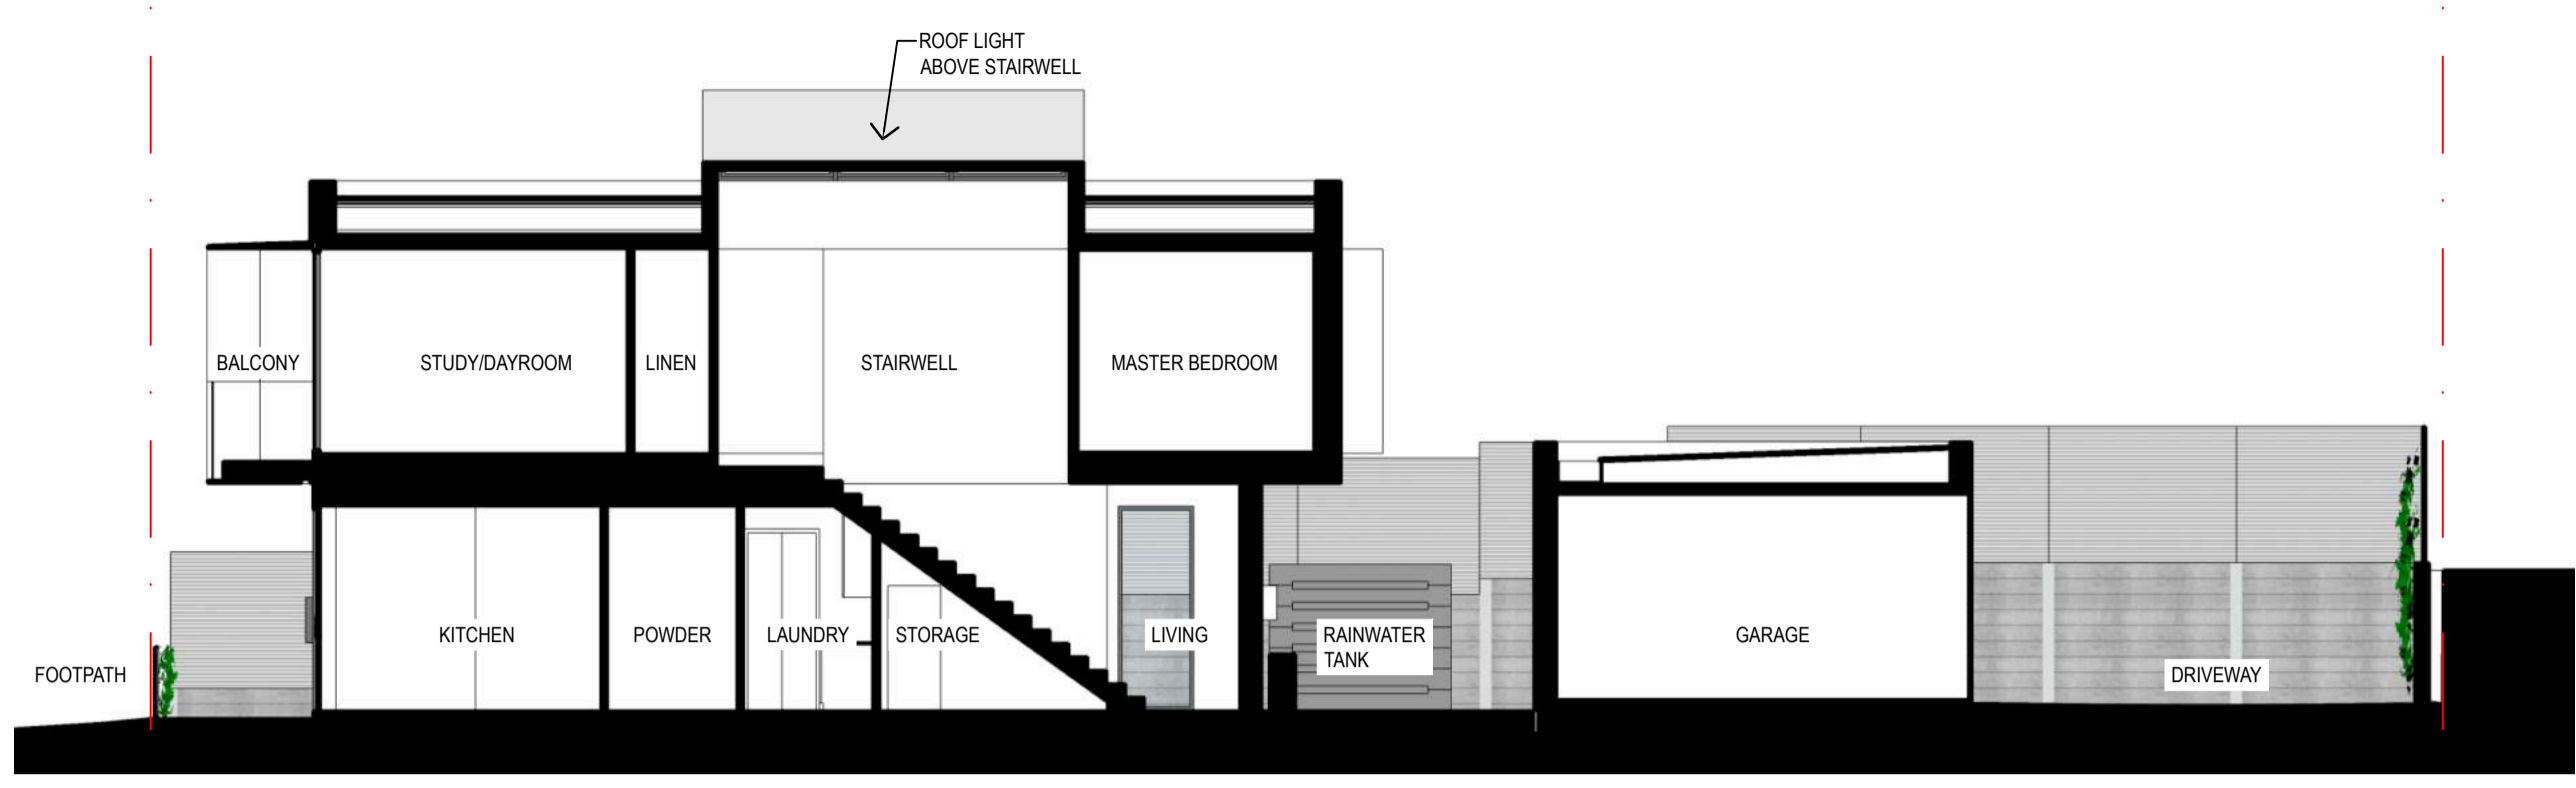 ROOF LIGHT
ABOVE STAIRWELL
BALCONY
STUDY/DAYROOM
LINEN
STAIRWELL
MASTER BEDROOM
KITCHEN
POWDER
LAUNDRY
STORAGE
LIVING
RAINWATER
TANK
GARAGE
FOOTPATH
DRIVEWAY